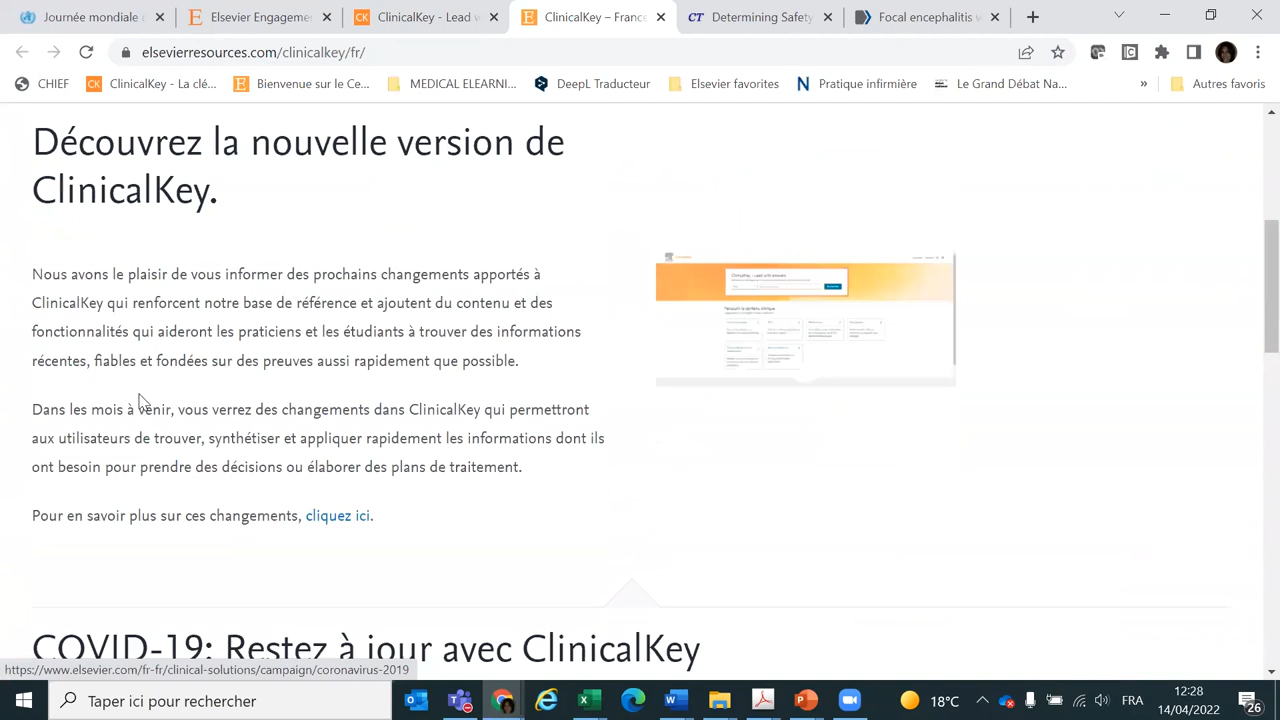 Journée mondiale
Elsevier Engagement
ClinicalKey - Lead w
ClinicalKey – France
Determining Safety
Focal encephalitis v
elsevierresources.com/clinicalkey/fr/
CHIEF
ClinicalKey - La clé...
Bienvenue sur le Ce...
MEDICAL ELEARNI...
DeepL Traducteur
Elsevier favorites
Pratique infirmière
Le Grand Débat Na...
Autres favoris
Découvrez la nouvelle version de
ClinicalKey.
Nous avons le plaisir de vous informer des prochains changements apportés à
ClinicalKey qui renforcent notre base de référence et ajoutent du contenu et des
fonctionnalités qui aideront les praticiens et les étudiants à trouver des informations
et fondées sur des preuves aussi rapidement que possible.
Dans les mois à venir, vous verrez des changements dans ClinicalKey qui permettront
aux utilisateurs de trouver, synthétiser et appliquer rapidement les informations dont ils
ont besoin pour prendre des décisions ou élaborer des plans de traitement.
Pour en savoir plus sur ces changements, cliquez ici.
COVID-19: Restez à jour avec ClinicalKey
https://www.elsevier.com/fr-fr/clinical-solutions/campaign/coronavirus-2019
Taper ici pour rechercher
18°C
FRA
12:28
14/04/2022
26